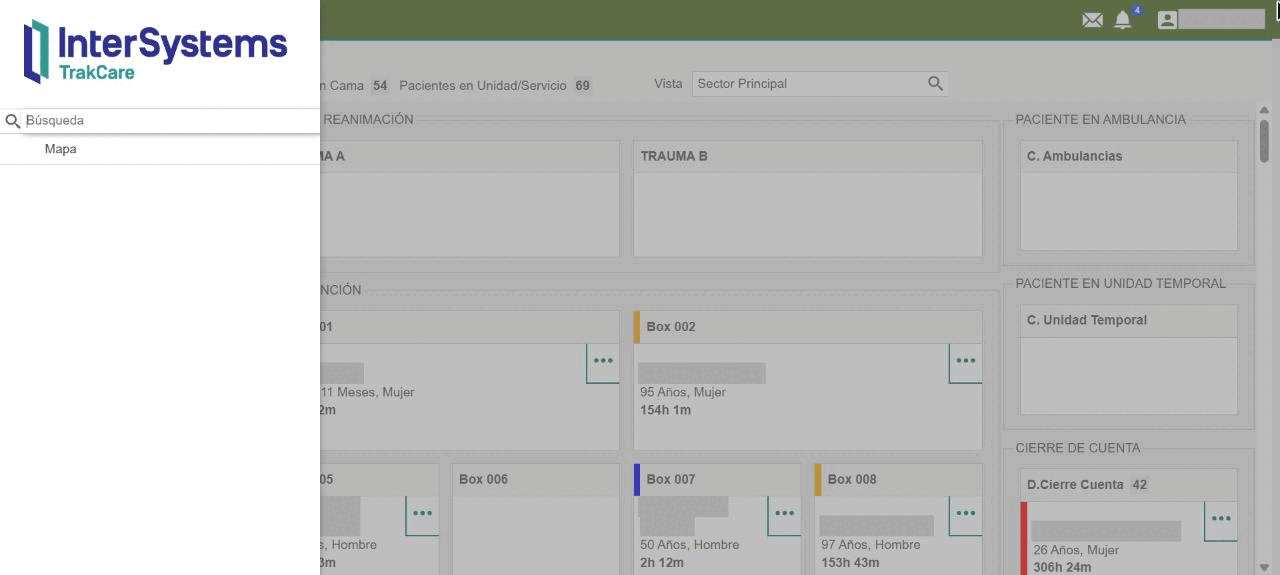 InterSystems
TrakCare
Búsqueda
Mapa
4
n Cama 54 Pacientes en Unidad/Servicio 69
Vista Sector Principal
REANIMACIÓN
MA A
TRAUMA B
PACIENTE EN AMBULANCIA
C. Ambulancias
NCIÓN
01
11 Meses, Mujer
2m
Box 002
95 Años, Mujer
154h 1m
PACIENTE EN UNIDAD TEMPORAL
C. Unidad Temporal
05
s, Hombre
3m
Box 006
Box 007
50 Años, Hombre
2h 12m
Box 008
97 Años, Hombre
153h 43m
CIERRE DE CUENTA
D.Cierre Cuenta 42
26 Años, Mujer
306h 24m